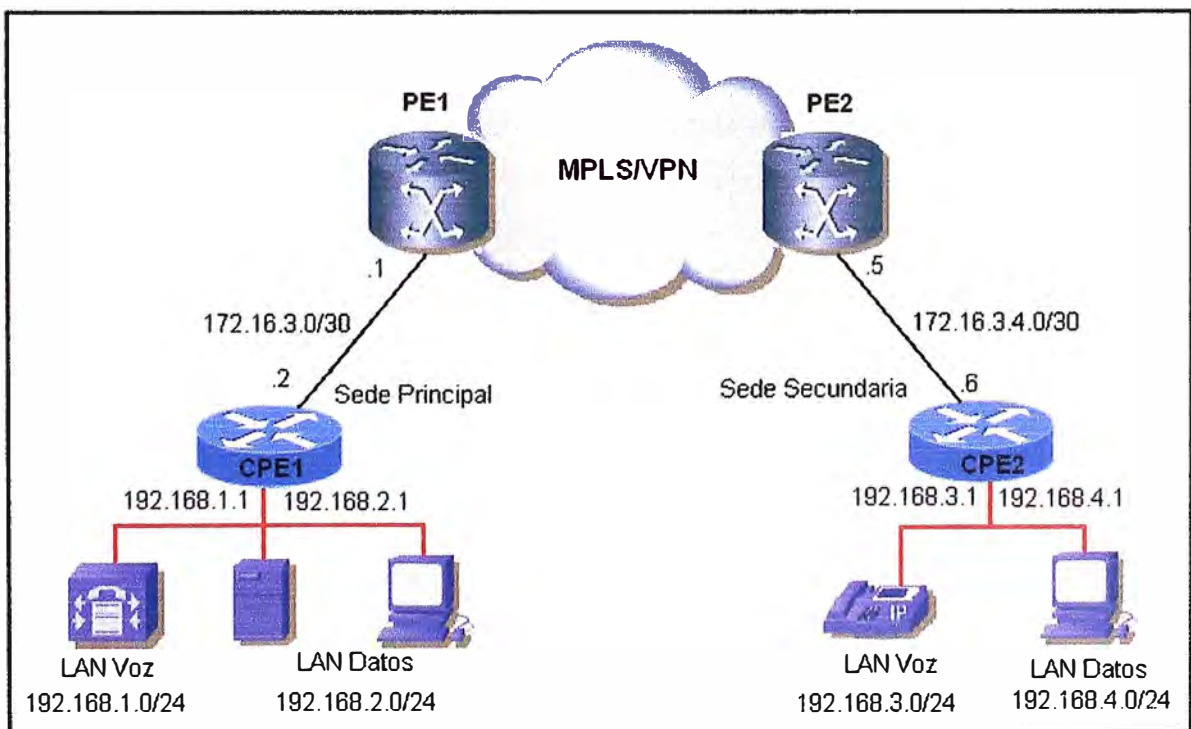 PE1
PE2
MPLS/VPN
.1
.5
172.16.3.0/30
172.16.3.4.0/30
.2
Sede Principal
Sede Secundaria
.6
CPE1
CPE2
192.168.1.1
192.168.2.1
192.168.3.1
192.168.4.1
IP
LAN Voz
192.168.1.0/24
LAN Datos
192.168.2.0/24
LAN Voz
192.168.3.0/24
LAN Datos
192.168.4.0/24